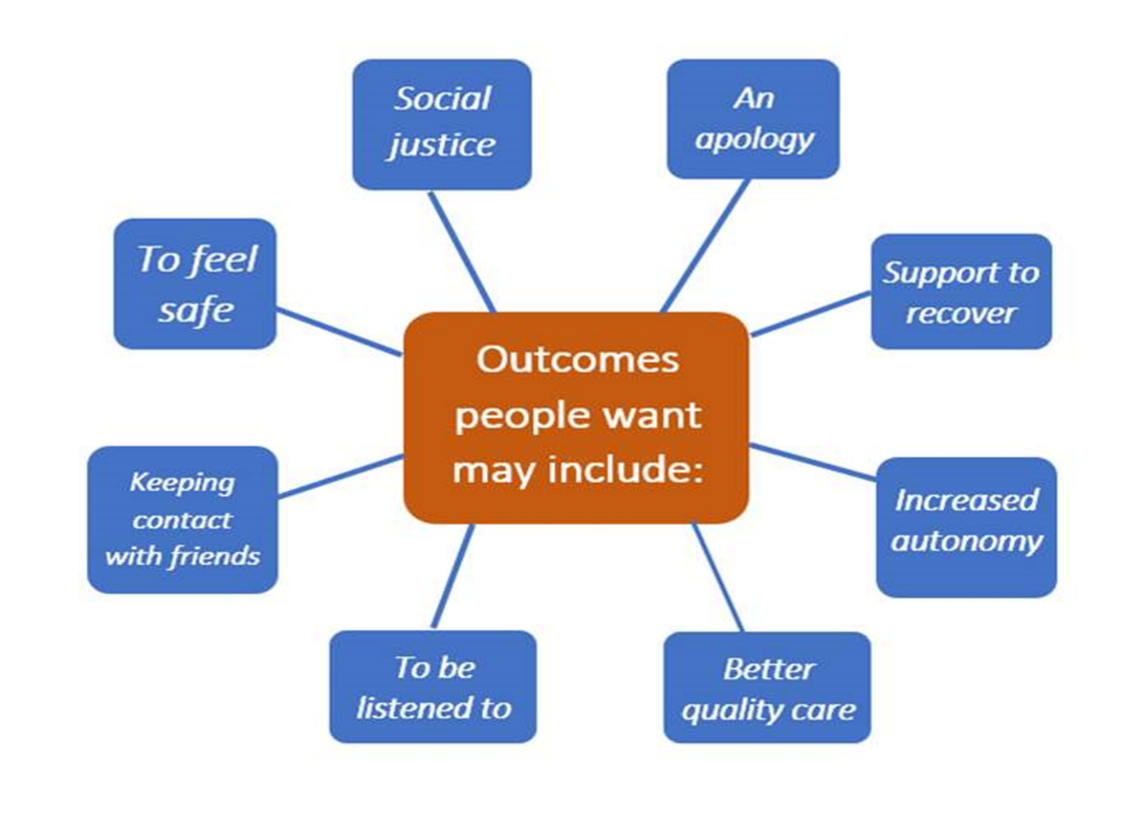 Social
justice
An
apology
To feel
safe
Support to
recover
Outcomes
people want
may include:
Keeping
contact
with friends
Increased
autonomy
To be
listened to
Better
quality care